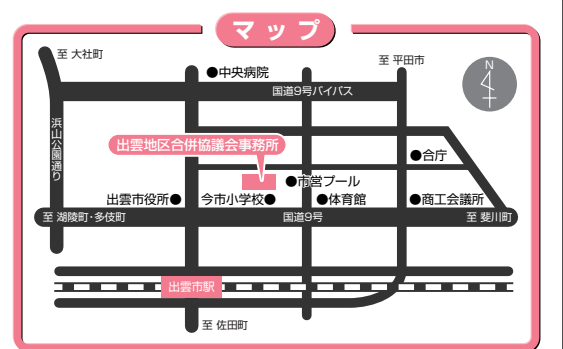 マップ
至 大社町
至 平田市
N
●中央病院
国道9号バイパス
浜山公園通り
出雲地区合併協議会事務所
●合庁
●市営プール
出雲市役所●
今市小学校●
●体育館
●商工会議所
至 湖陵町・多伎町
国道9号
至 斐川町
出雲市駅
至 佐田町